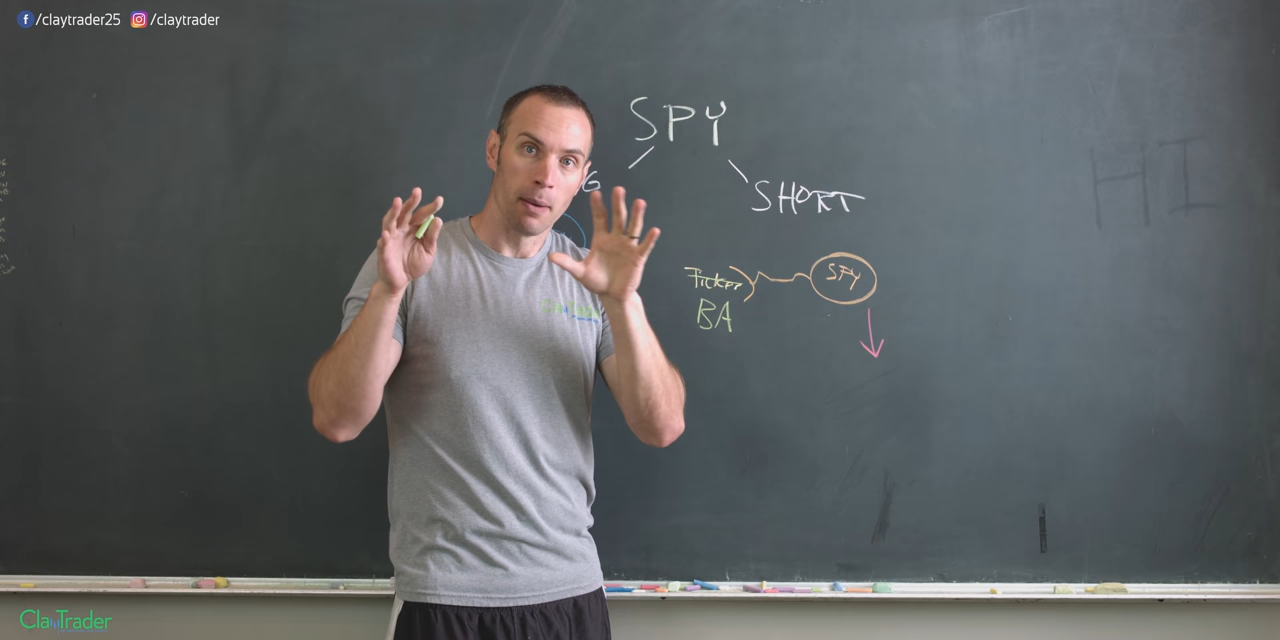 /claytrader25 /claytrader
SPY
G
SHORT
HI
Ticker
SPY
BA
ClayTrader